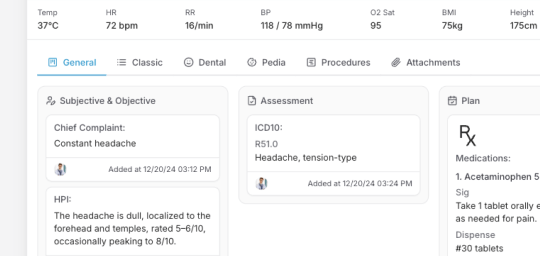 Temp HR RR BP O2 Sat BMI Height
37°C 72 bpm 16/min 118 / 78 mmHg 95 75kg 175cm
General Classic Dental Pedia Procedures Attachments
Subjective & Objective
Chief Complaint:
Constant headache
Added at 12/20/24 03:12 PM
HPI:
The headache is dull, localized to the
forehead and temples, rated 5–6/10,
occasionally peaking to 8/10.
Assessment
ICD10:
R51.0
Headache, tension-type
Added at 12/20/24 03:24 PM
Plan
Rx
Medications:
1. Acetaminophen 5
Sig
Take 1 tablet orally e
as needed for pain.
Dispense
#30 tablets